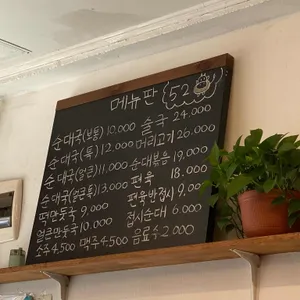 메뉴판 520
순대국(보통) 10.000 술국 24.000
순대국(특) 12.000 머리고기 26.000
순대국(얼큰) 11.000 순대볶음 19.000
순대국(얼큰특) 13.000 편육 18.000
떡만둣국 9.000 편육반접시 9.00
얼큰만둣국 10.000 접시순대 6.000
소주 4.500 맥주 4.500 음료수 2.000